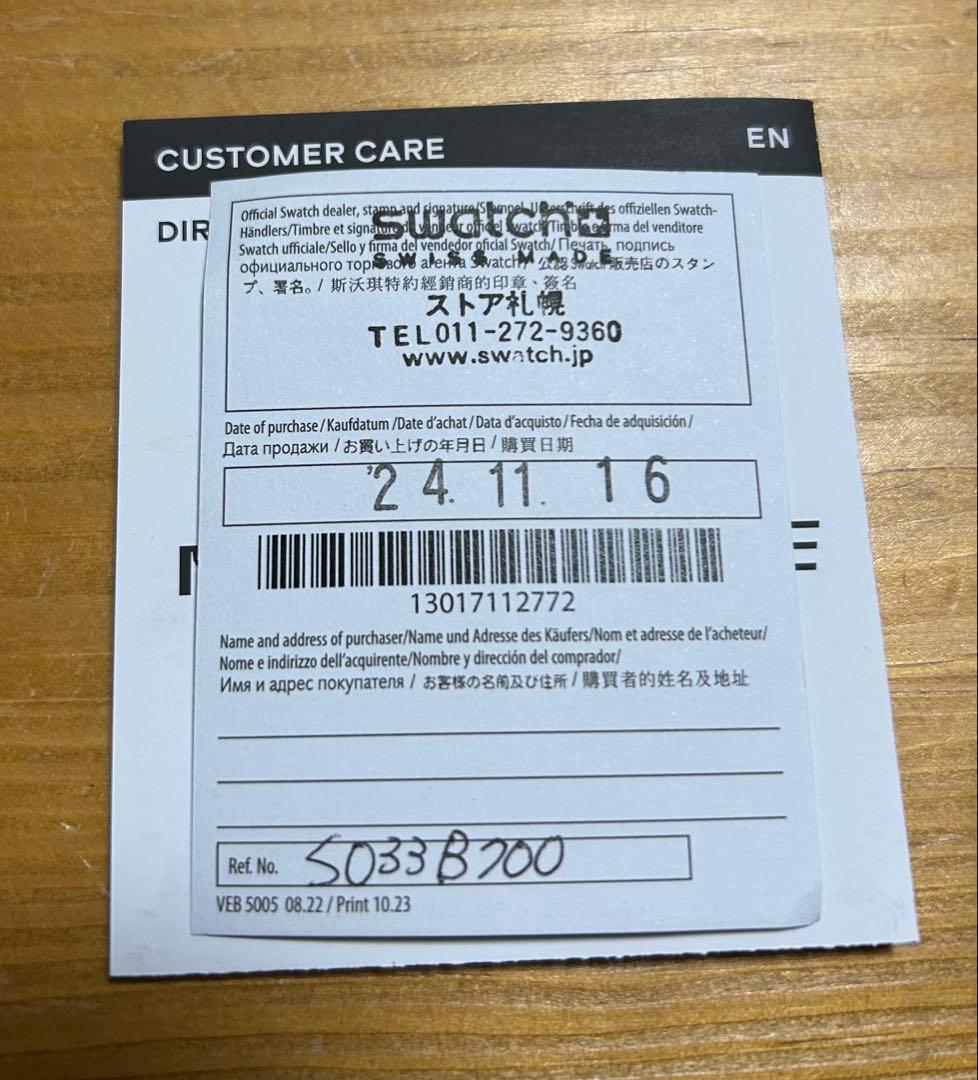 CUSTOMER CARE
EN
DIR
Official Swatch dealer, stamp and signature/Stempel, Unterschrift des offiziellen Swatch-
Händlers/Timbre et signature du vendeur officiel Swatch/Timbro e firma del venditore
Swatch ufficiale/Sello y firma del vendedor oficial Swatch/Печать, подпись
официального торгового агента Swatch/ 公認Swatch販売店のスタン
プ、署名。/ 斯沃琪特約經銷商的印章、簽名
swatch
SWISS MADE
ストア札幌
TEL011-272-9360
www.swatch.jp
Date of purchase/Kaufdatum/Date d'achat/Data d'acquisto/Fecha de adquisición/
Дата продажи/お買い上げの年月日/購買日期
'24.11.16
13017112772
Name and address of purchaser/Name und Adresse des Käufers/Nom et adresse de l'acheteur/
Nome e indirizzo dell'acquirente/Nombre y dirección del comprador/
Имя и адрес покупателя / お客様の名前及び住所/購買者的姓名及地址
Ref. No. SO33B700
VEB 5005 08.22 / Print 10.23